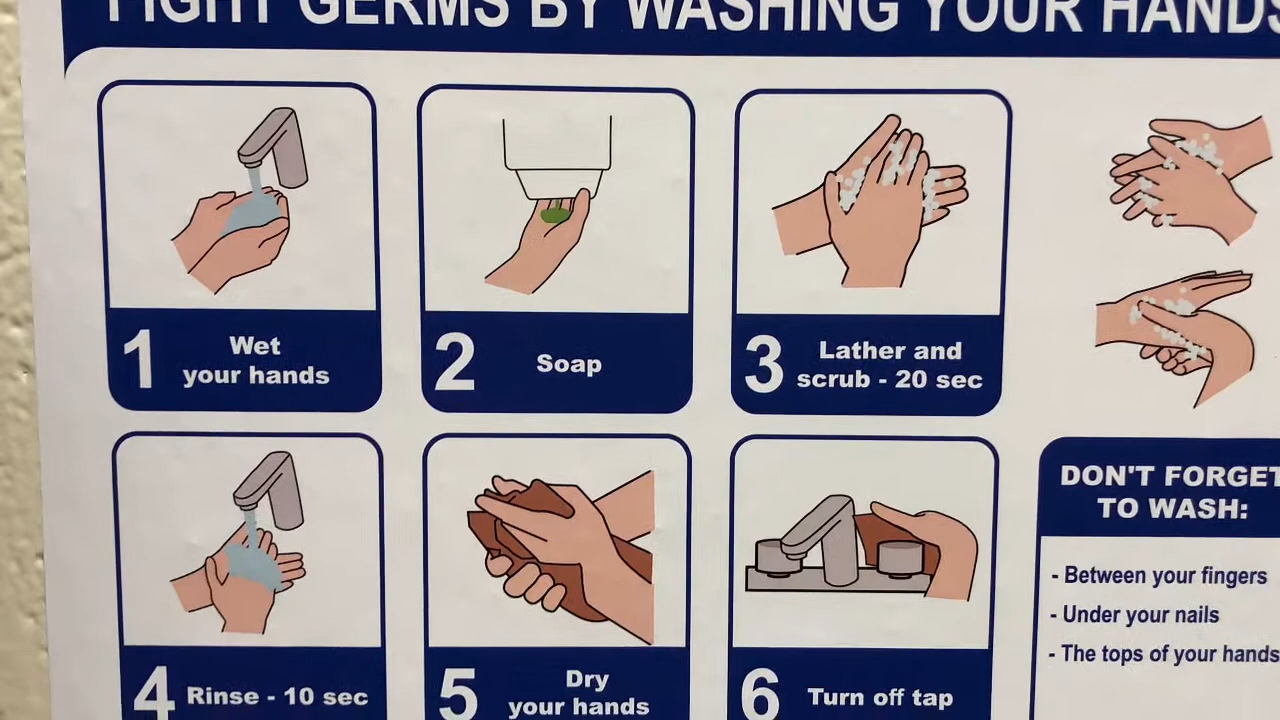 FIGHT GERMS BY WASHING YOUR HANDS
1
Wet
your hands
2
Soap
3
Lather and
scrub - 20 sec
4
Rinse - 10 sec
5
Dry
your hands
6
Turn off tap
DON'T FORGET
TO WASH:
- Between your fingers
- Under your nails
- The tops of your hands